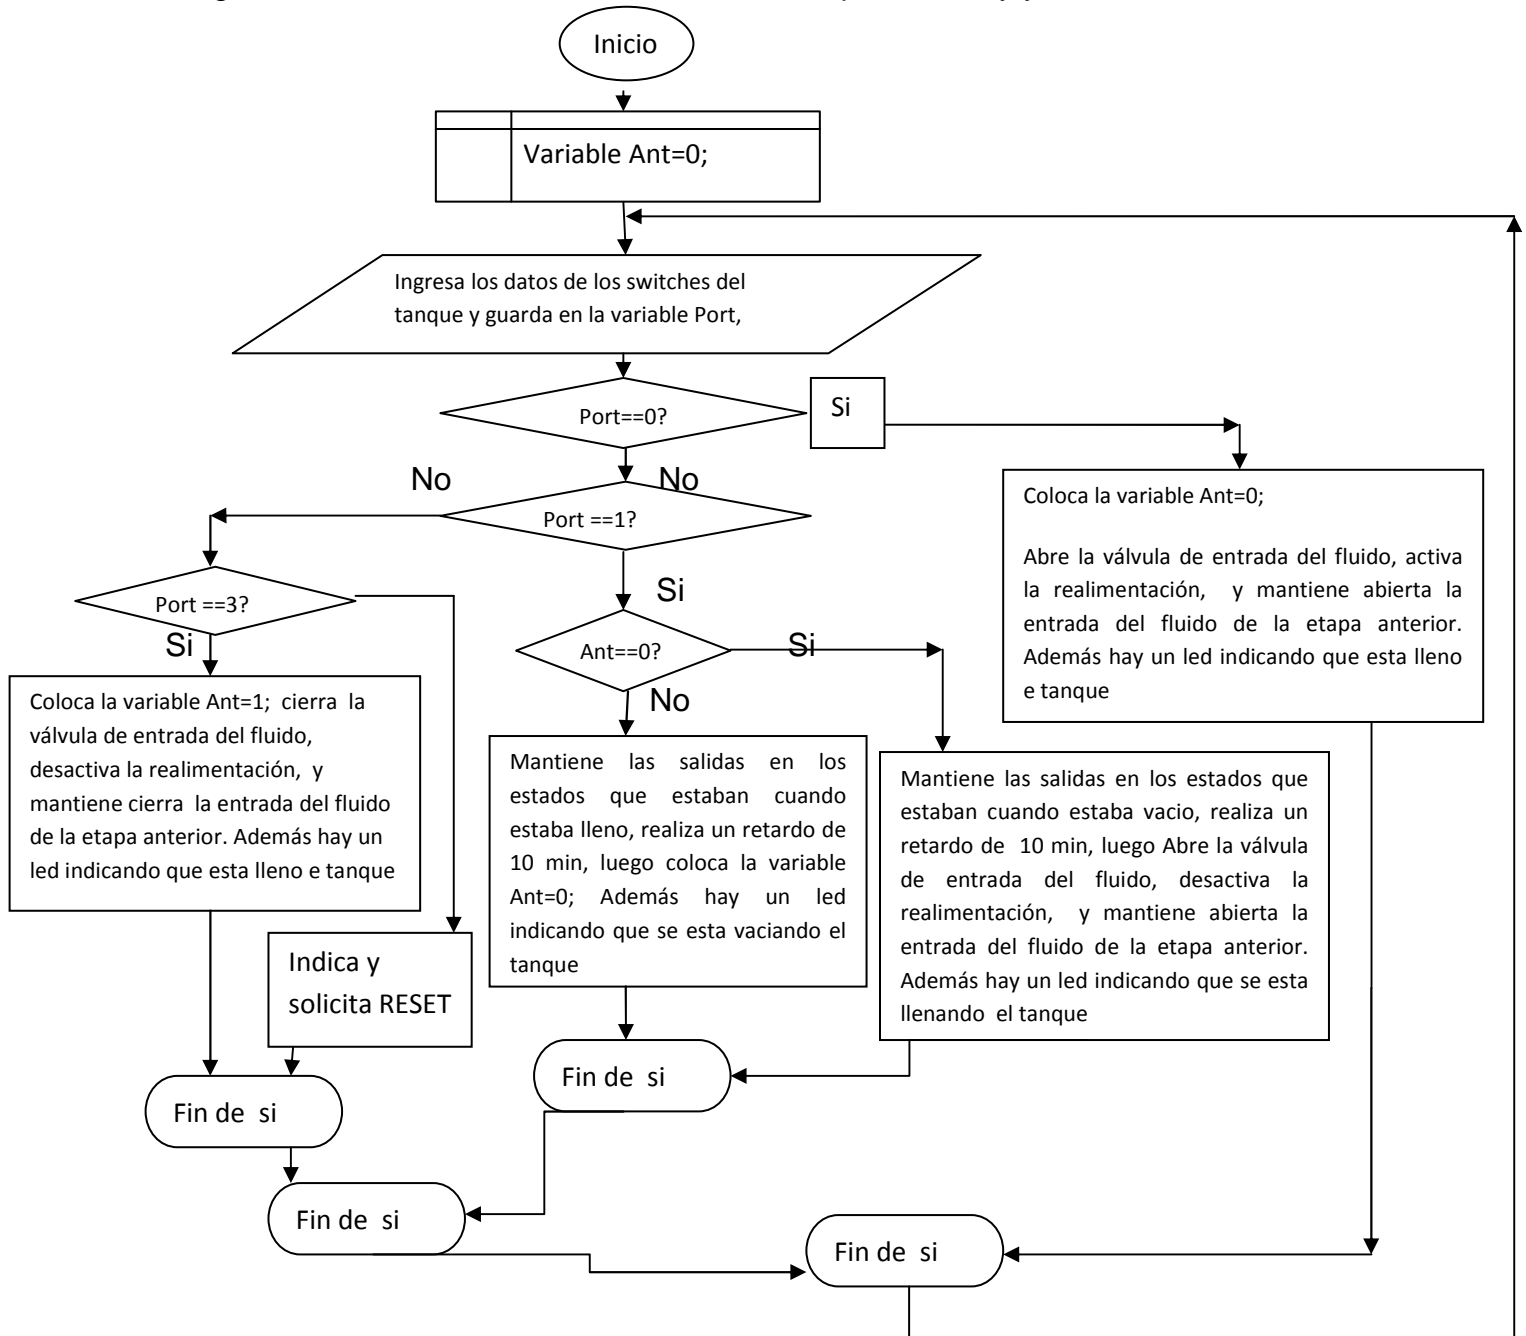 Inicio
Variable Ant=0;
Ingresa los datos de los switches del
tanque y guarda en la variable Port,
Port==0?
Si
No
No
Port ==1?
Coloca la variable Ant=0;
Abre la válvula de entrada del fluido, activa
la realimentación, y mantiene abierta la
entrada del fluido de la etapa anterior.
Además hay un led indicando que esta lleno
e tanque
Port ==3?
Si
Si
Ant==0?
Si
No
Coloca la variable Ant=1; cierra la
válvula de entrada del fluido,
desactiva la realimentación, y
mantiene cierra la entrada del fluido
de la etapa anterior. Además hay un
led indicando que esta lleno e tanque
Mantiene las salidas en los
estados que estaban cuando
estaba lleno, realiza un retardo de
10 min, luego coloca la variable
Ant=0; Además hay un led
indicando que se esta vaciando el
tanque
Mantiene las salidas en los estados que
estaban cuando estaba vacio, realiza un
retardo de 10 min, luego Abre la válvula
de entrada del fluido, desactiva la
realimentación, y mantiene abierta la
entrada del fluido de la etapa anterior.
Además hay un led indicando que se esta
llenando el tanque
Indica y
solicita RESET
Fin de si
Fin de si
Fin de si
Fin de si